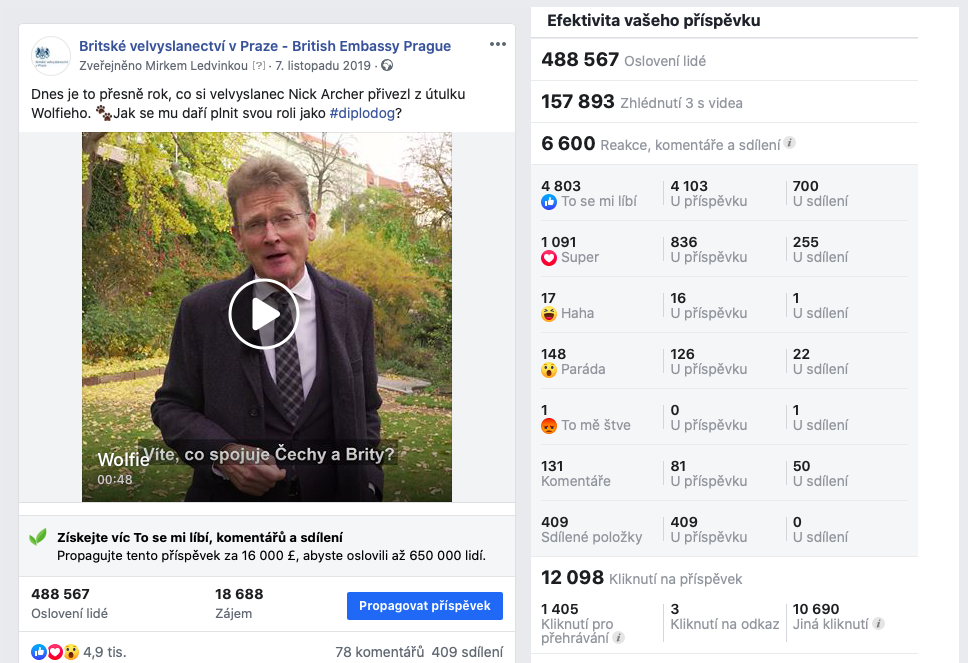 Britské velvyslanectví v Praze - British Embassy Prague
Zveřejněno Mirkem Ledvinkou [?] · 7. listopadu 2019 ·
Dnes je to přesně rok, co si velvyslanec Nick Archer přivezl z útulku
Wolfieho. 🐾Jak se mu daří plnit svou roli jako #diplodog?
Víte, co spojuje Čechy a Brity?
Wolfie
00:48
Získejte víc To se mi líbí, komentářů a sdílení
Propagujte tento příspěvek za 16 000 £, abyste oslovili až 650 000 lidí.
488 567 18 688
Oslovení lidé Zájem
Propagovat příspěvek
4,9 tis. 78 komentářů 409 sdílení
Efektivita vašeho příspěvku
488 567 Oslovení lidé
157 893 Zhlédnutí 3 s videa
6 600 Reakce, komentáře a sdílení
4 803 4 103 700
To se mi líbí U příspěvku U sdílení
1 091 836 255
Super U příspěvku U sdílení
17 16 1
Haha U příspěvku U sdílení
148 126 22
Paráda U příspěvku U sdílení
1 0 1
To mě štve U příspěvku U sdílení
131 81 50
Komentáře U příspěvku U sdílení
409 409 0
Sdílené položky U příspěvku U sdílení
12 098 Kliknutí na příspěvek
1 405 3 10 690
Kliknutí pro Kliknutí na odkaz Jiná kliknutí
přehrávání